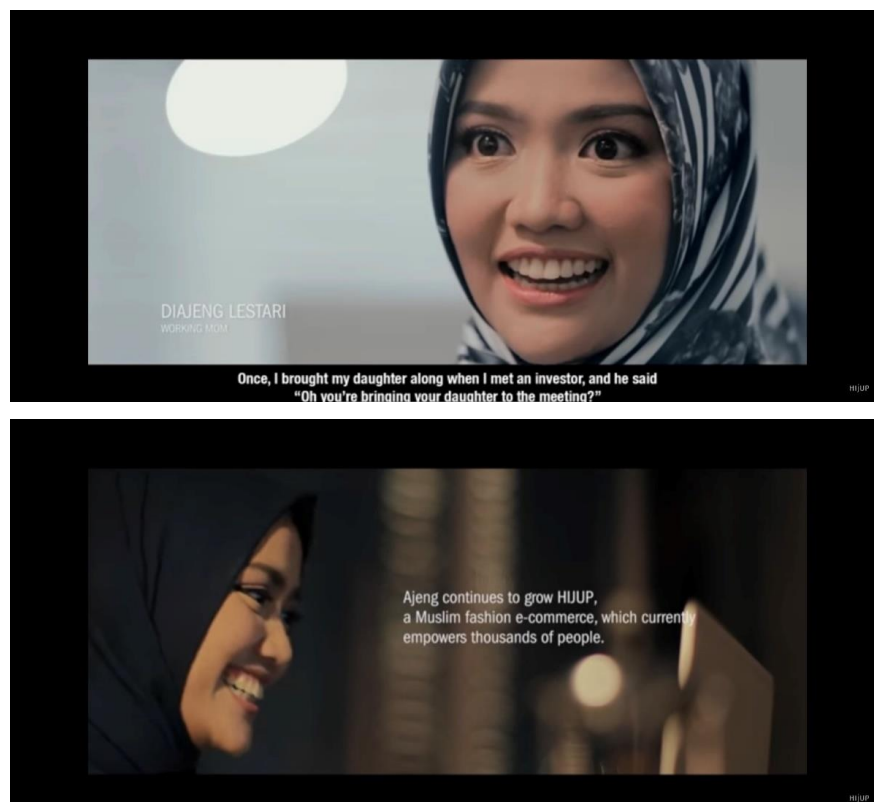 DIAJENG LESTARI
WORKING MOM
Once, I brought my daughter along when I met an investor, and he said
“Oh you’re bringing your daughter to the meeting?”
HIJUP
Ajeng continues to grow HIJUP,
a Muslim fashion e-commerce, which currently
empowers thousands of people.
HIJUP